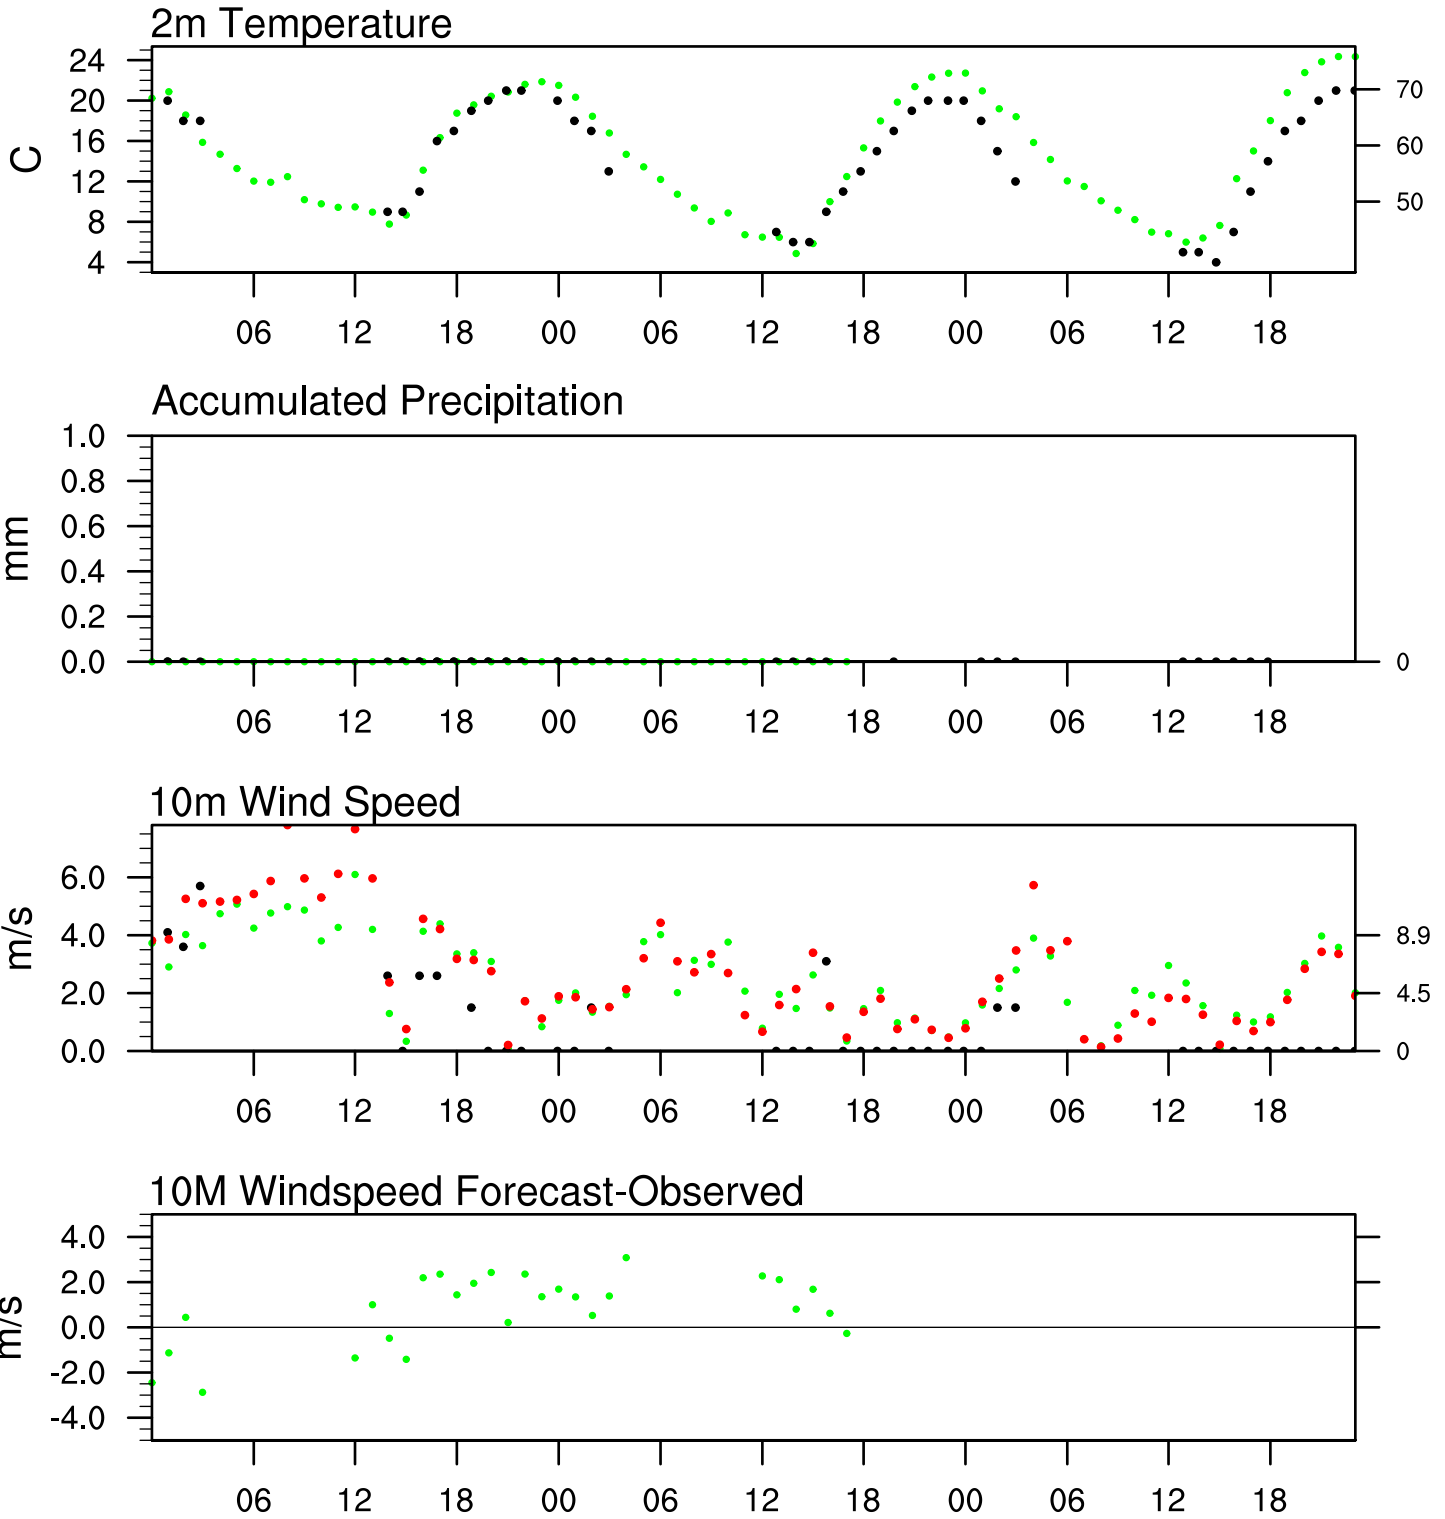 2m Temperature
24
20
16
12
8
4
C
70
60
50
06 12 18 00 06 12 18 00 06 12 18
Accumulated Precipitation
1.0
0.8
0.6
0.4
0.2
0.0
mm
0
06 12 18 00 06 12 18 00 06 12 18
10m Wind Speed
6.0
4.0
2.0
0.0
m/s
8.9
4.5
0
06 12 18 00 06 12 18 00 06 12 18
10M Windspeed Forecast-Observed
4.0
2.0
0.0
-2.0
-4.0
m/s
06 12 18 00 06 12 18 00 06 12 18